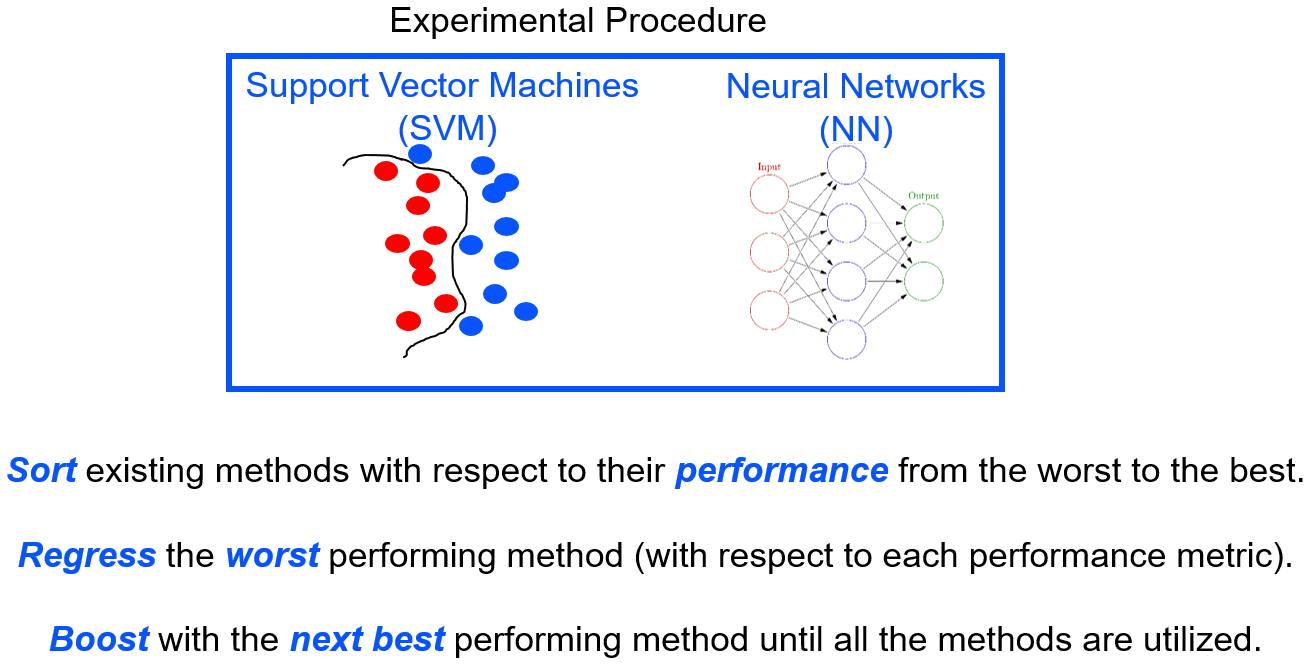 Experimental Procedure
Support Vector Machines
(SVM)
Neural Networks
(NN)
Input
Output
Sort existing methods with respect to their performance from the worst to the best.
Regress the worst performing method (with respect to each performance metric).
Boost with the next best performing method until all the methods are utilized.